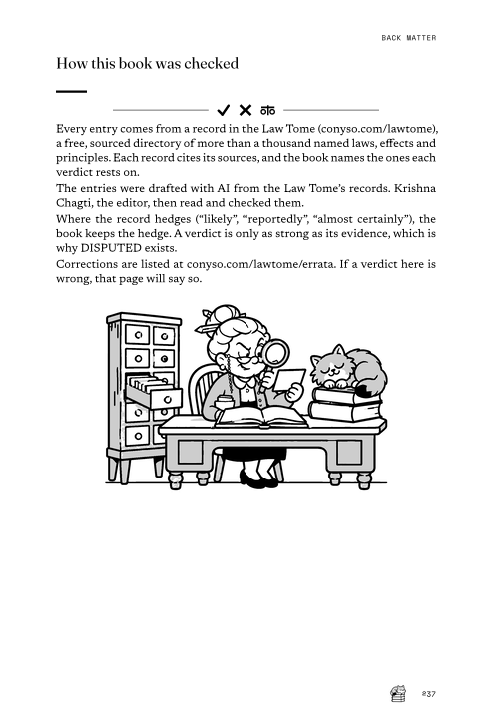 BACK MATTER
How this book was checked
Every entry comes from a record in the Law Tome (conyso.com/lawtome),
a free, sourced directory of more than a thousand named laws, effects and
principles. Each record cites its sources, and the book names the ones each
verdict rests on.
The entries were drafted with AI from the Law Tome’s records. Krishna
Chagti, the editor, then read and checked them.
Where the record hedges (“likely”, “reportedly”, “almost certainly”), the
book keeps the hedge. A verdict is only as strong as its evidence, which is
why DISPUTED exists.
Corrections are listed at conyso.com/lawtome/errata. If a verdict here is
wrong, that page will say so.
237